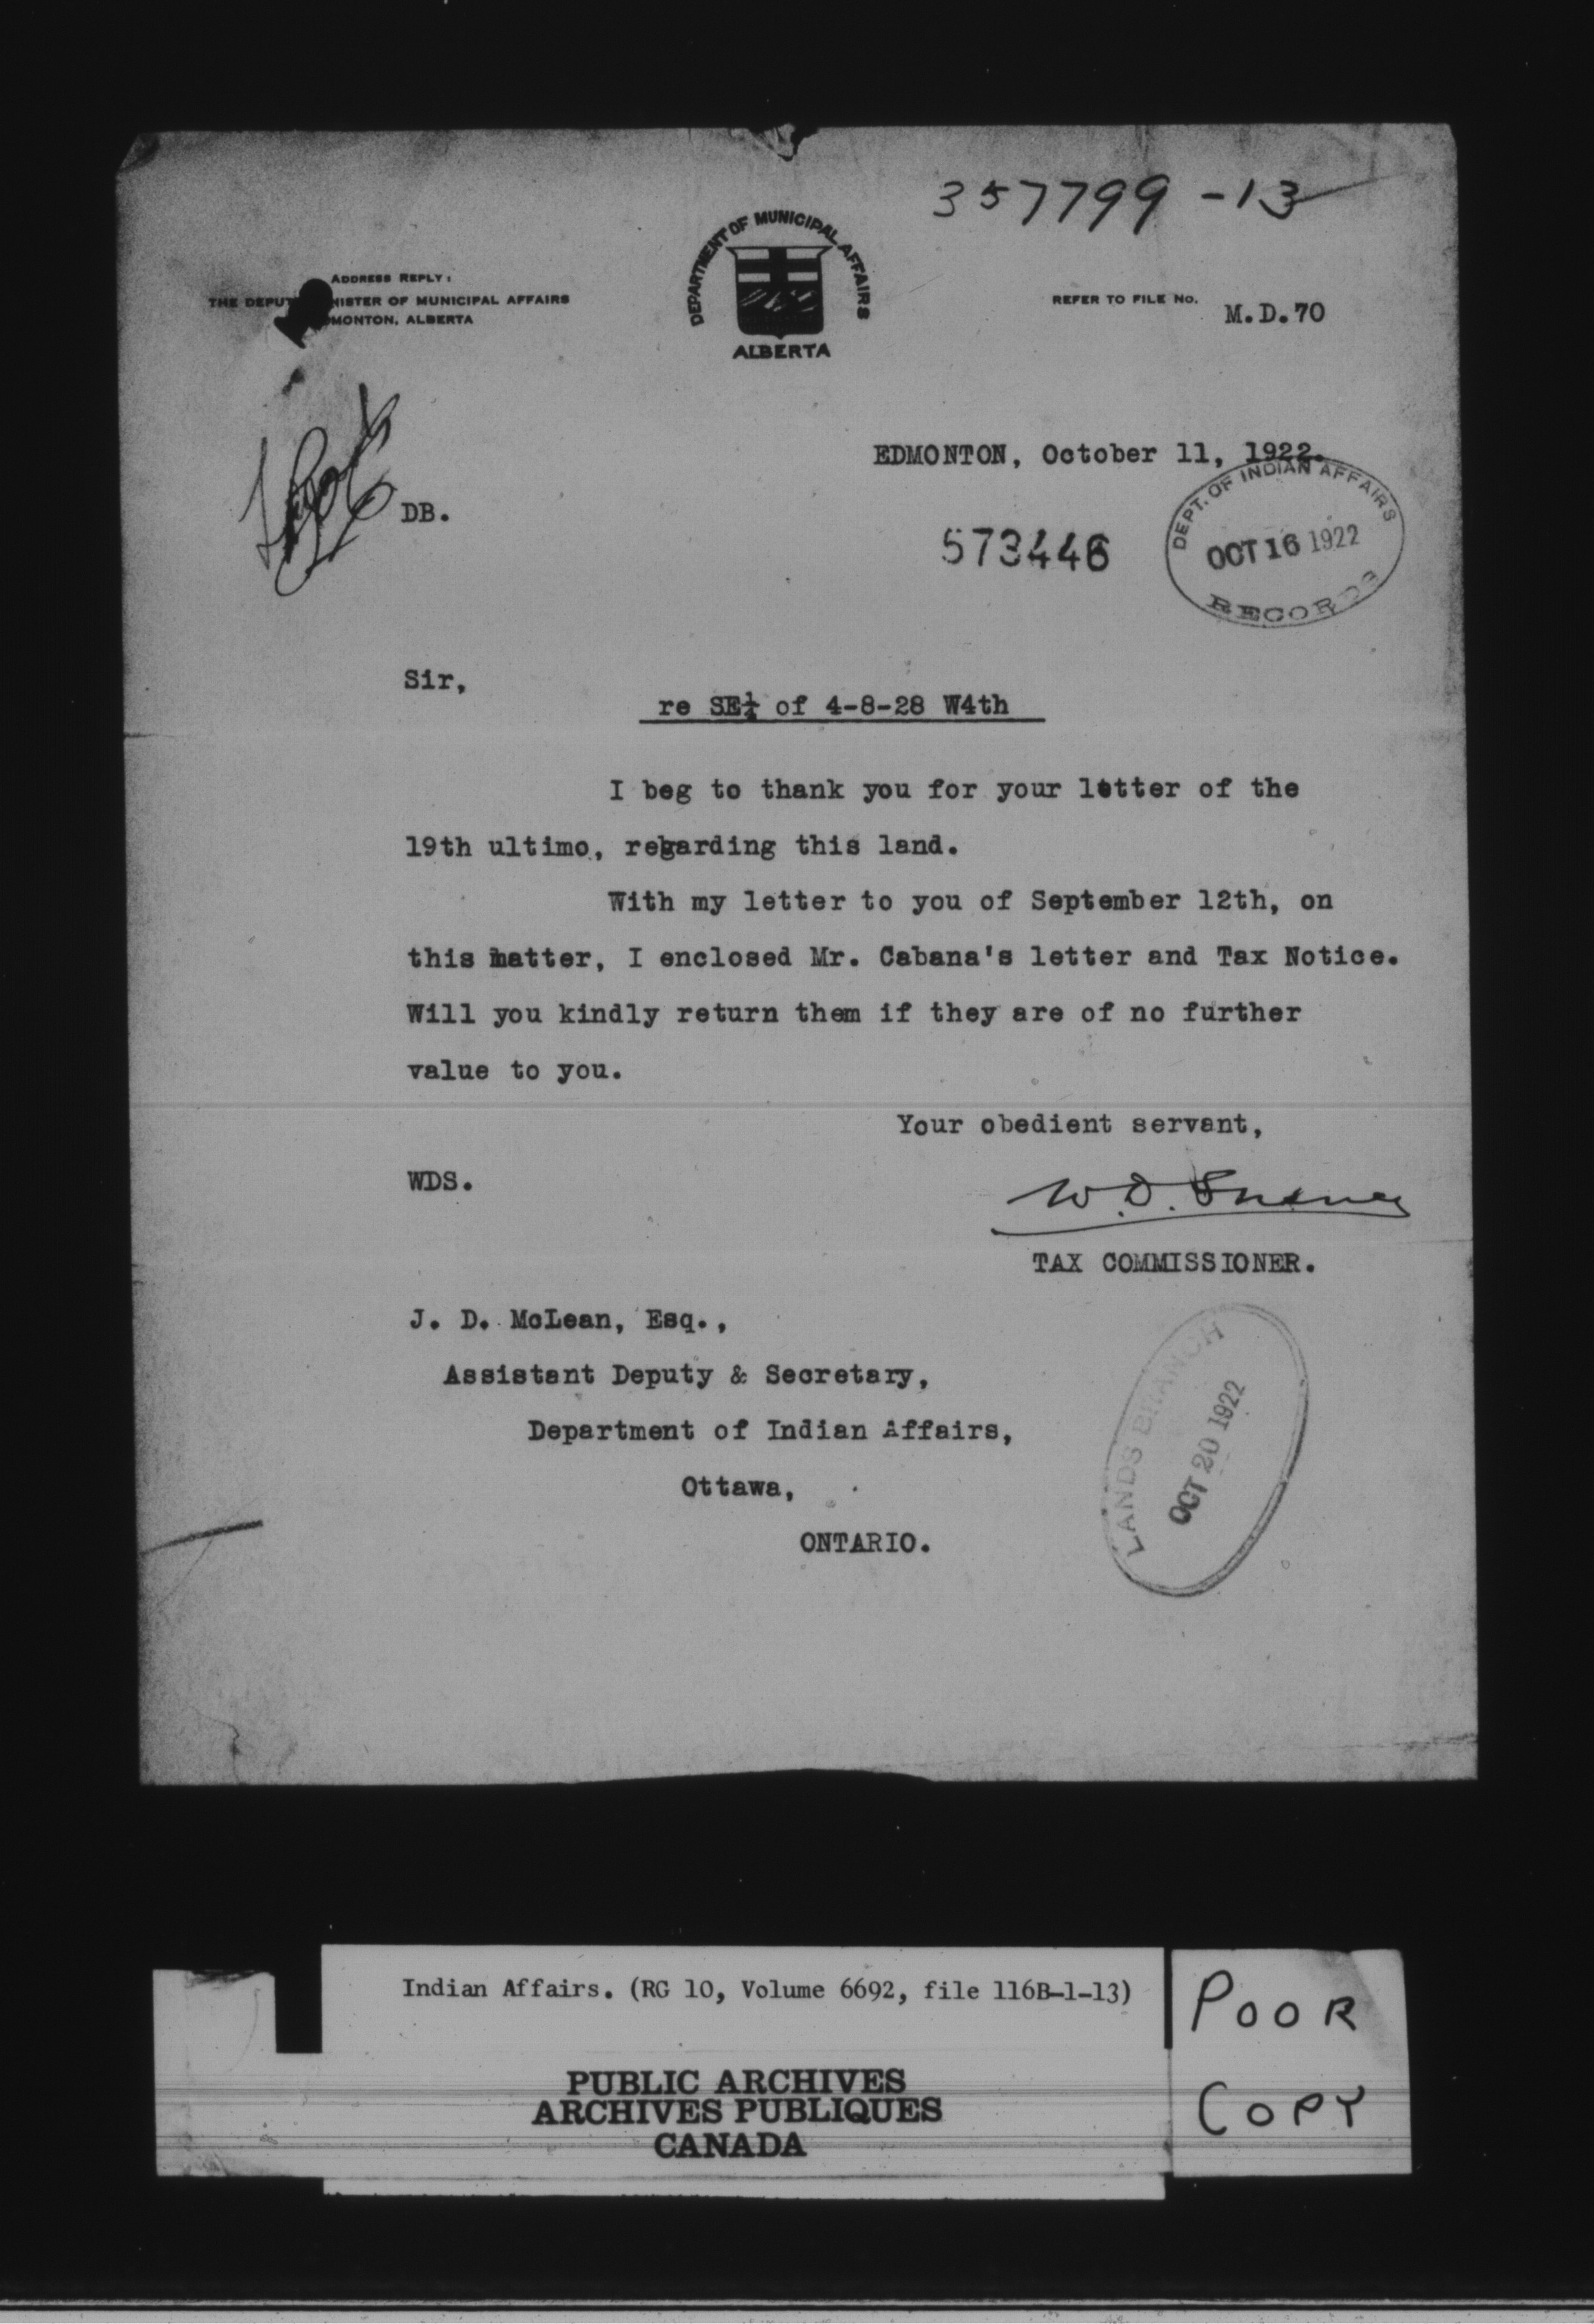 357799-13
ADDRESS REPLY:
THE DEPUT NISTER OF MUNICIPAL AFFAIRS
MONTON, ALBERTA
DEPARTMENT OF MUNICIPAL AFFAIRS
ALBERTA
REFER TO FILE No.
M.D.70
EDMONTON, October 11, 1922.
DB.
573446
DEPT. OF INDIAN AFFAIRS
OCT 16 1922
RECORDS
Sir,
re SE¼ of 4-8-28 W4th
I beg to thank you for your letter of the
19th ultimo, regarding this land.
With my letter to you of September 12th, on
this matter, I enclosed Mr. Cabana's letter and Tax Notice.
Will you kindly return them if they are of no further
value to you.
Your obedient servant,
WDS.
W.D.
TAX COMMISSIONER.
J. D. McLean, Esq.,
Assistant Deputy & Secretary,
Department of Indian Affairs,
Ottawa,
ONTARIO.
LANDS BRANCH
OCT 20 1922
Indian Affairs. (RG 10, Volume 6692, file 116B-1-13)
PUBLIC ARCHIVES
ARCHIVES PUBLIQUES
CANADA
POOR
COPY